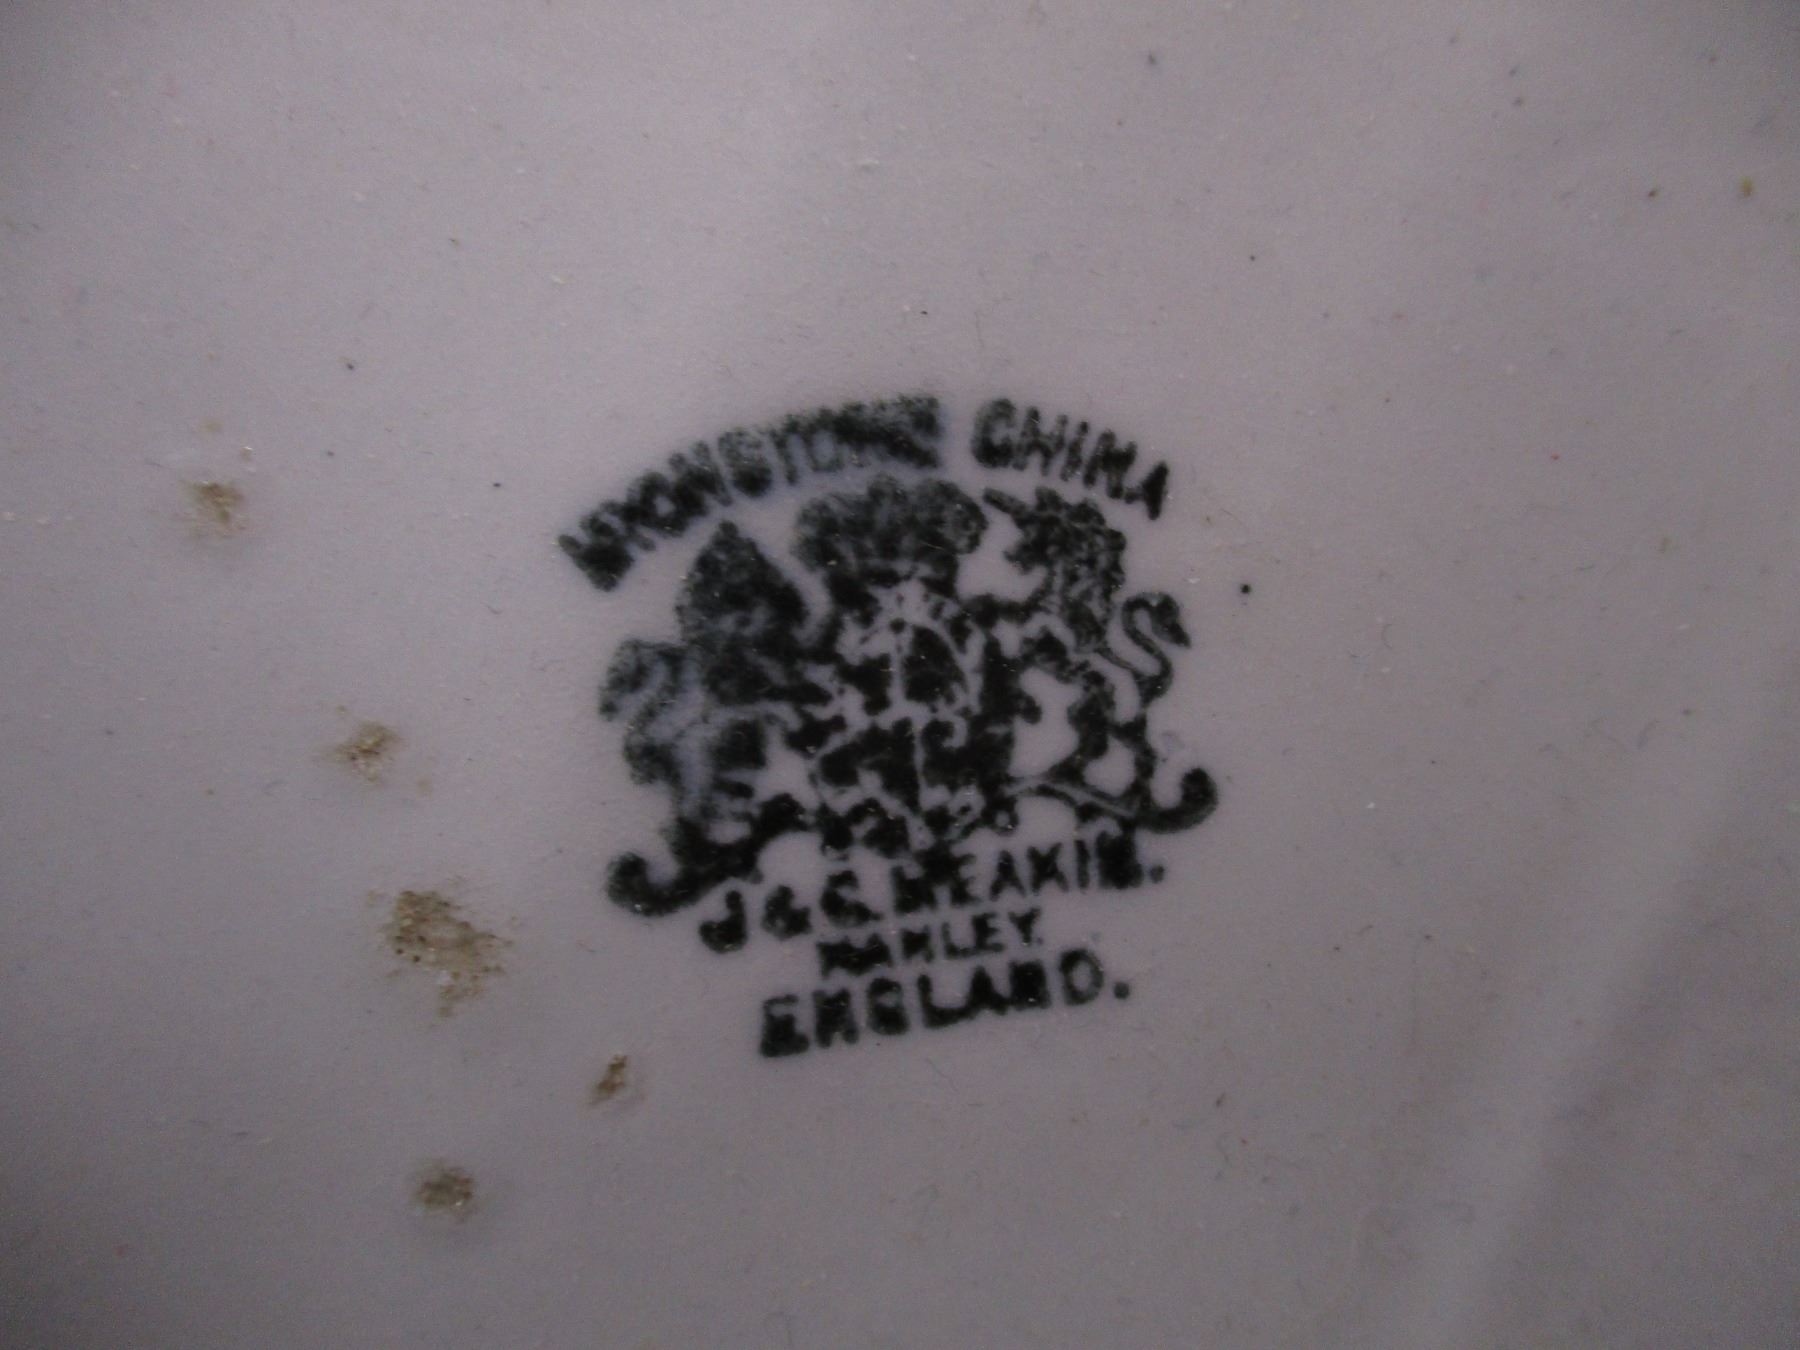 IRONSTONE CHINA
J & G. MEAKIN.
HANLEY.
ENGLAND.